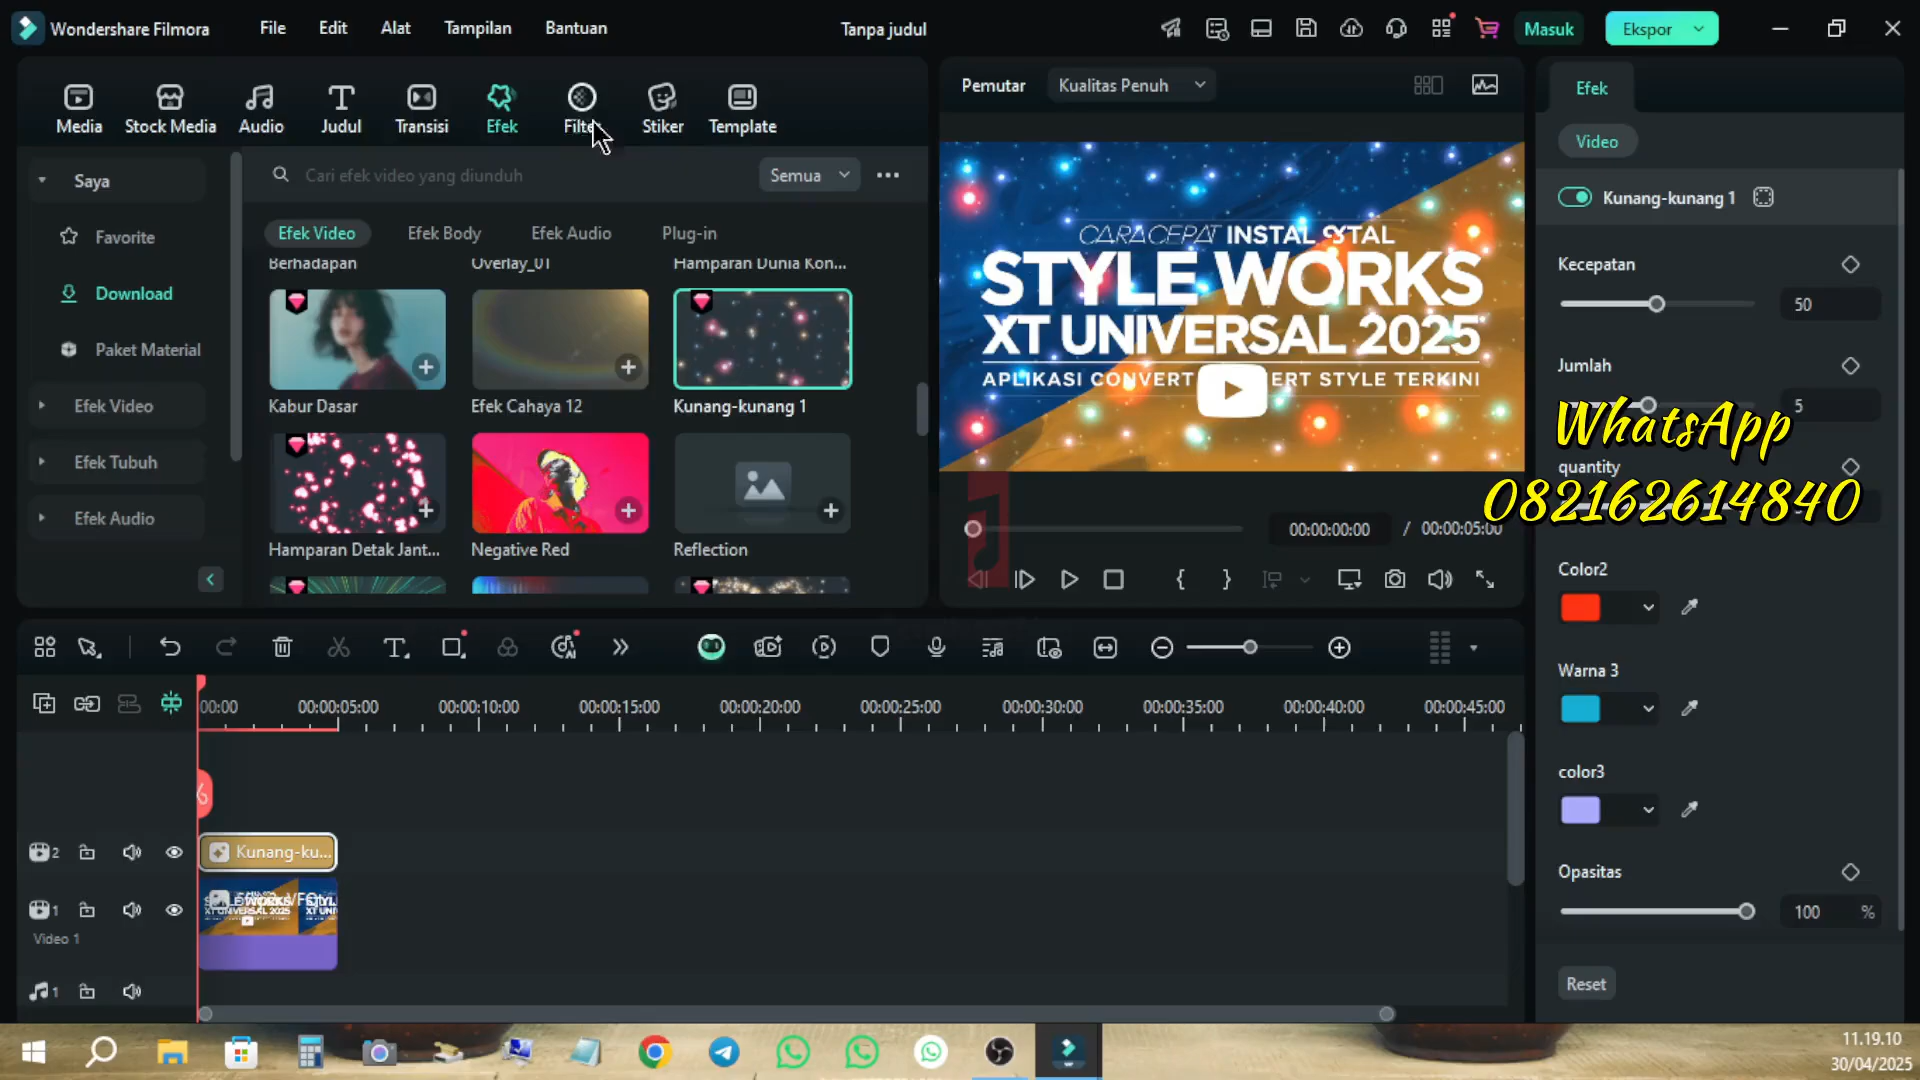 Wondershare Filmora
File
Edit
Alat
Tampilan
Bantuan
Tanpa judul
Masuk
Ekspor
Media
Stock Media
Audio
Judul
Transisi
Efek
Filter
Stiker
Template
Saya
Favorite
Download
Paket Material
Efek Video
Efek Tubuh
Efek Audio
Cari efek video yang diunduh
Semua
Efek Video
Efek Body
Efek Audio
Plug-in
Berhadapan
Overlay_01
Hamparan Dunia Kon...
Kabur Dasar
Efek Cahaya 12
Kunang-kunang 1
Hamparan Detak Jant...
Negative Red
Reflection
Pemutar
Kualitas Penuh
CARA CEPAT INSTAL
STYLE WORKS
XT UNIVERSAL 2025
APLIKASI CONVERT STYLE TERKINI
00:00:00:00 / 00:00:05:00
Efek
Video
Kunang-kunang 1
Kecepatan
50
Jumlah
5
WhatsApp
quantity
082162614840
Color2
Warna 3
color3
Opasitas
100 %
Reset
00:00
00:00:05:00
00:00:10:00
00:00:15:00
00:00:20:00
00:00:25:00
00:00:30:00
00:00:35:00
00:00:40:00
00:00:45:00
2
Kunang-ku...
1
STYLE WORKS
XT UNIVERSAL 2025
Video 1
1
11.19.10
30/04/2025